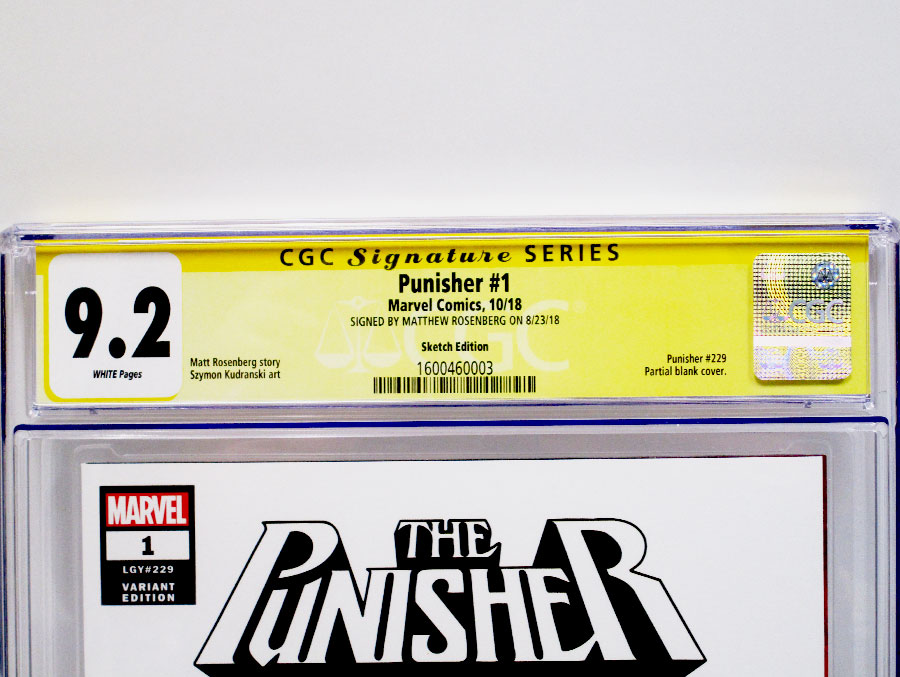 CGC Signature SERIES
Punisher #1
Marvel Comics, 10/18
SIGNED BY MATTHEW ROSENBERG ON 8/23/18
Sketch Edition
1600460003
9.2
WHITE Pages
Matt Rosenberg story
Szymon Kudranski art
Punisher #229
Partial blank cover.
CGC
CGC
MARVEL
1
LGY#229
VARIANT
EDITION
THE
PUNISHER